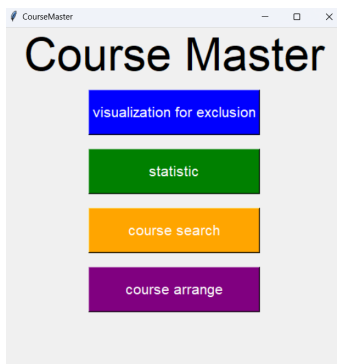 CourseMaster
Course Master
visualization for exclusion
statistic
course search
course arrange